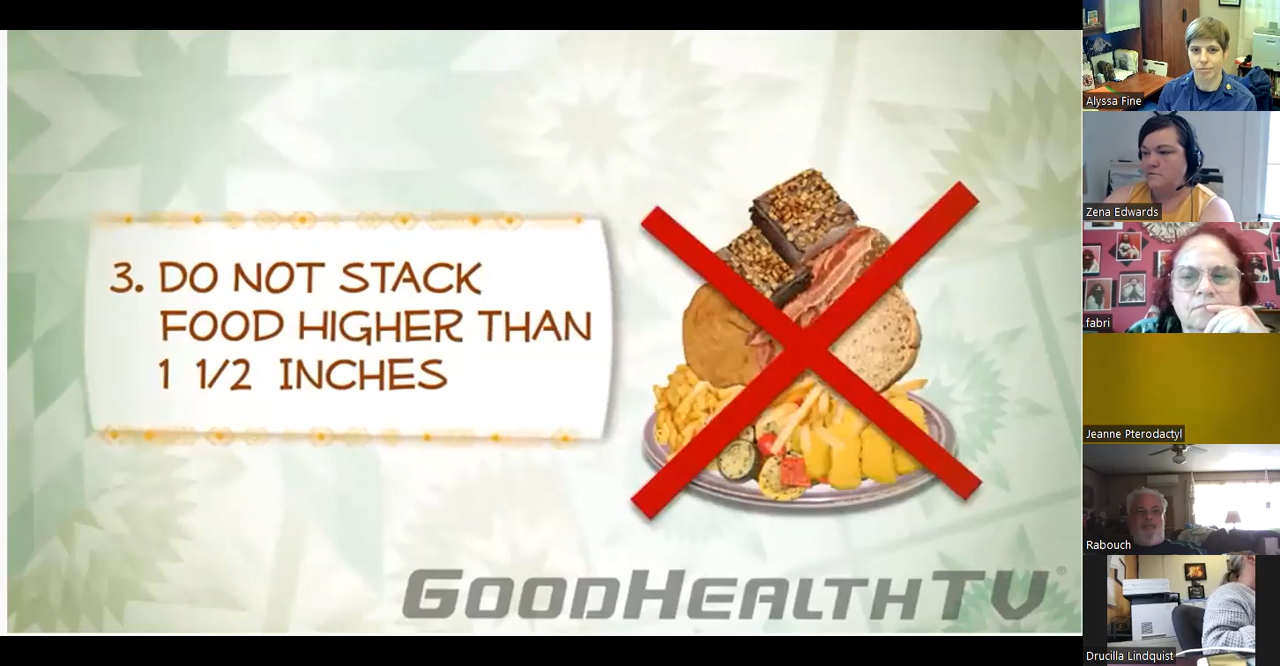 3. DO NOT STACK
FOOD HIGHER THAN
1 1/2 INCHES
GOODHEALTHTV®
Alyssa Fine
Zena Edwards
fabri
Jeanne Pterodactyl
Rabouch
Drucilla Lindquist